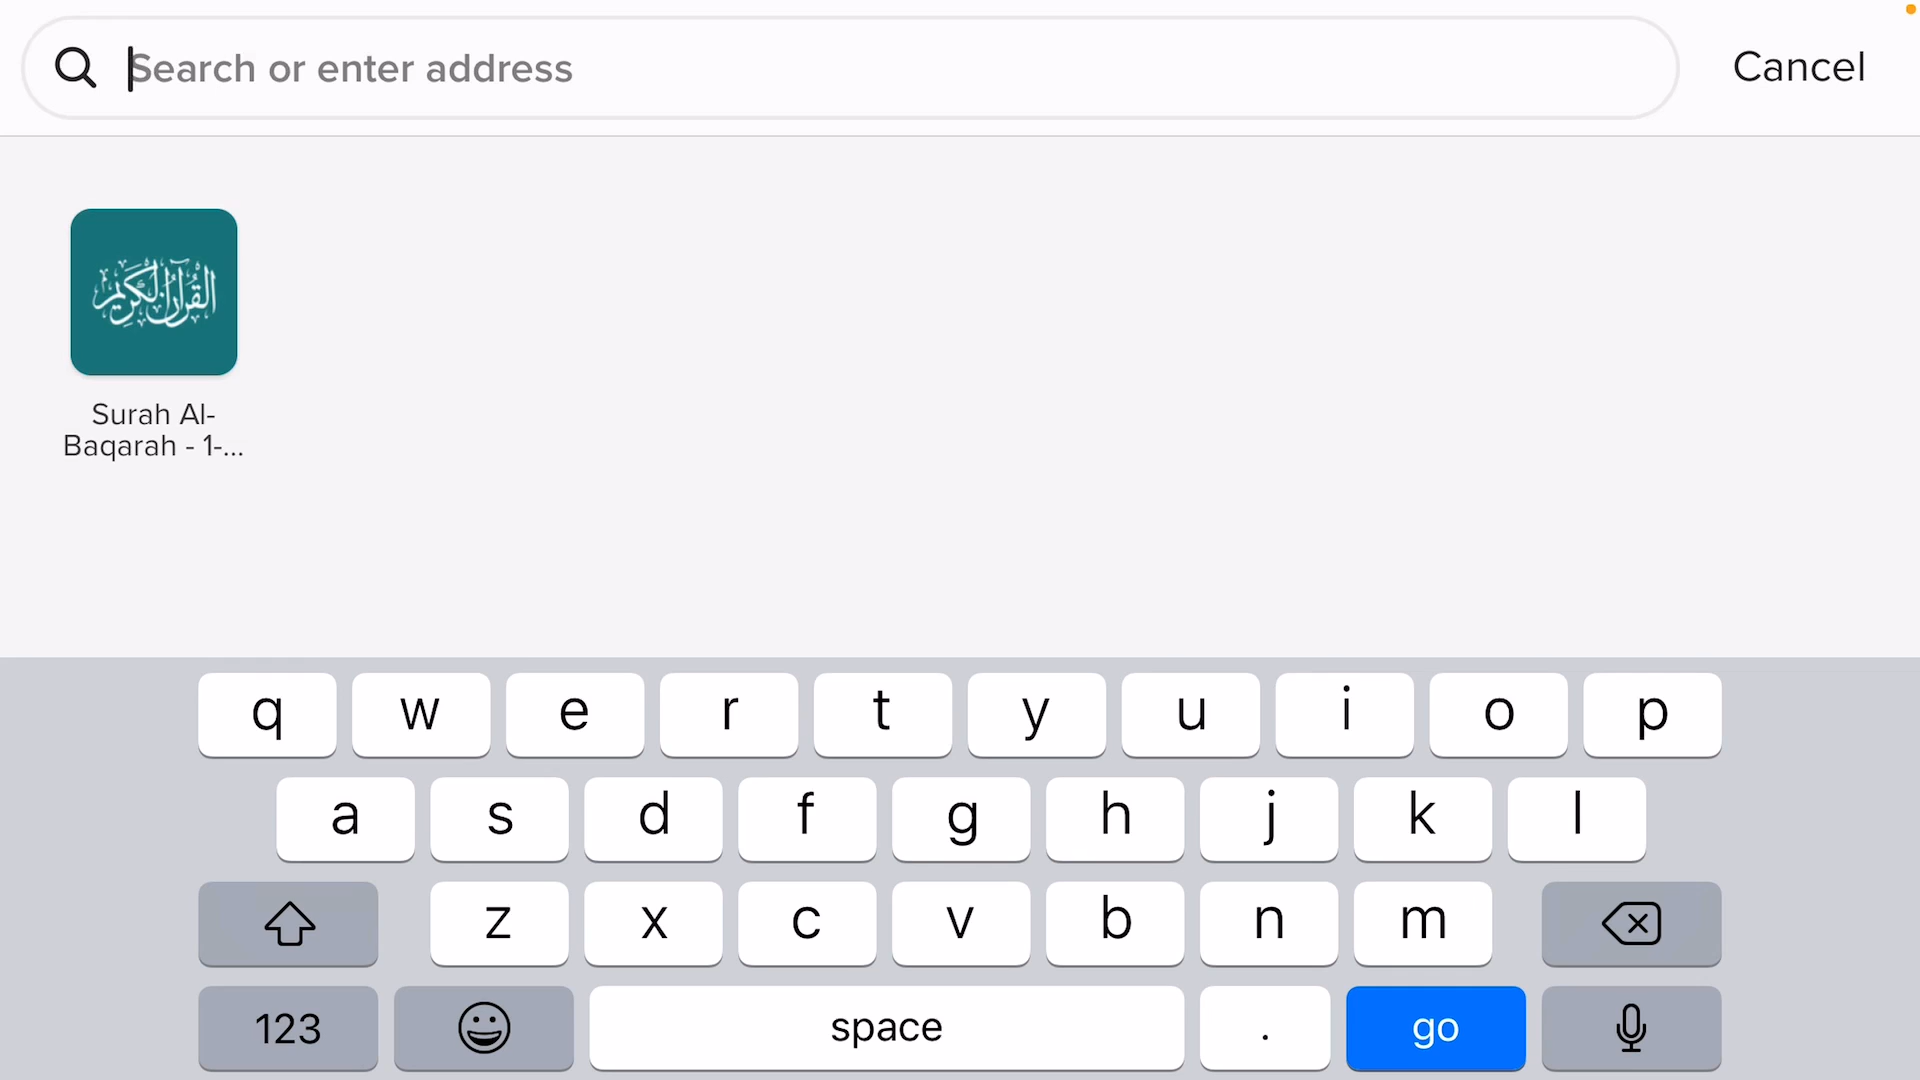 Search or enter address
Cancel
القرآن الكريم
Surah Al-
Baqarah - 1-...
q w e r t y u i o p
a s d f g h j k l
z x c v b n m
123 space . go